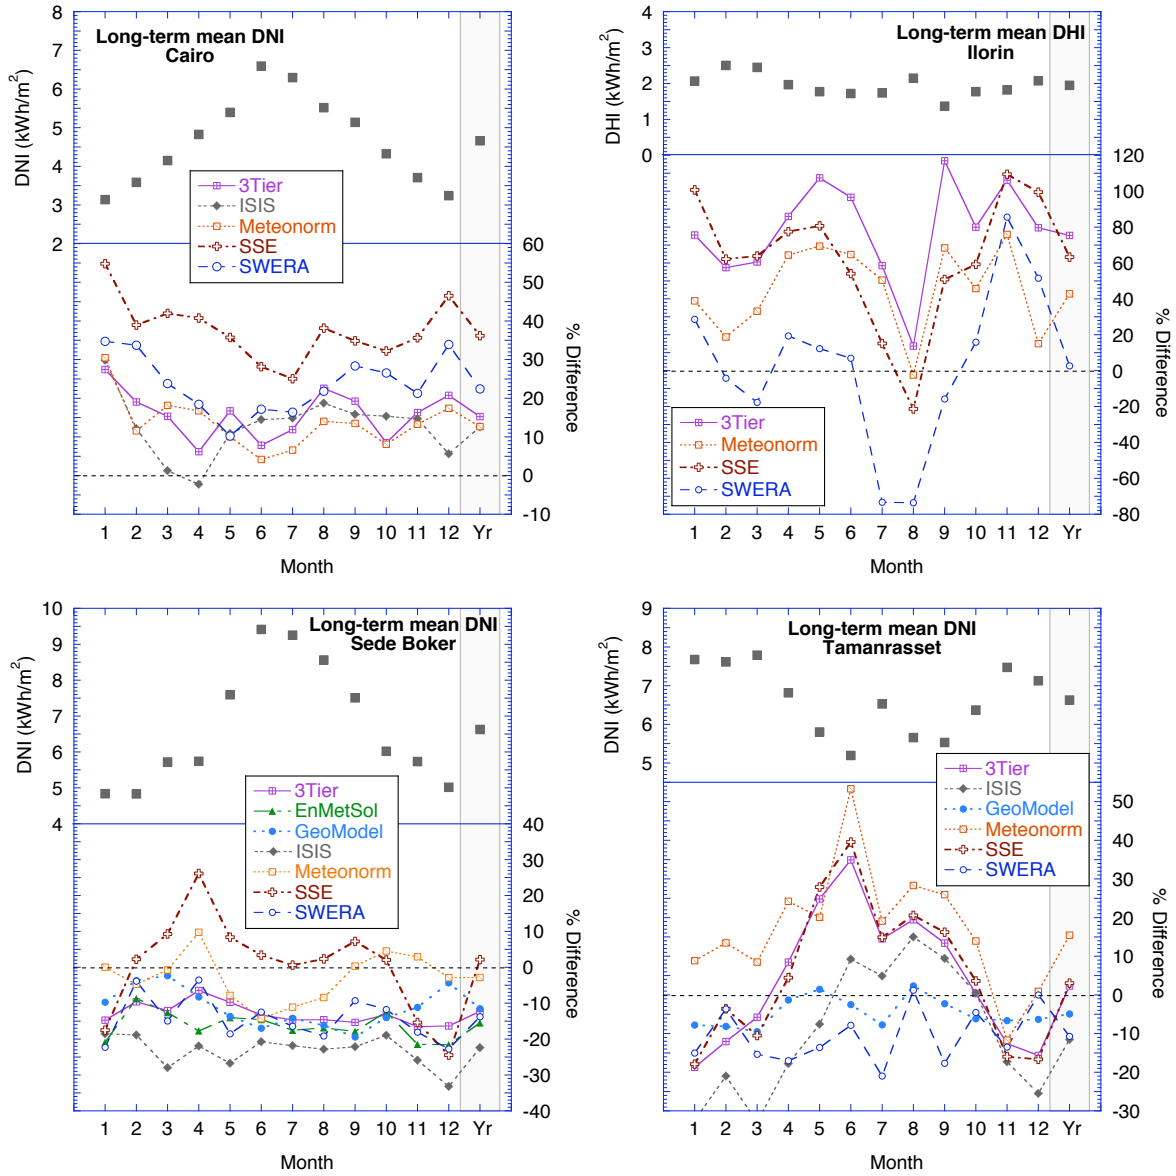 Long-term mean DNI
Cairo
DNI (kWh/m²)
8
7
6
5
4
3
2
3Tier
ISIS
Meteonorm
SSE
SWERA
60
50
40
30
20
10
0
-10
% Difference
1 2 3 4 5 6 7 8 9 10 11 12 Yr
Month
Long-term mean DHI
Ilorin
DHI (kWh/m²)
4
3
2
1
0
120
100
80
60
40
20
0
-20
-40
-60
-80
% Difference
3Tier
Meteonorm
SSE
SWERA
1 2 3 4 5 6 7 8 9 10 11 12 Yr
Month
Long-term mean DNI
Sede Boker
DNI (kWh/m²)
10
9
8
7
6
5
4
3Tier
EnMetSol
GeoModel
ISIS
Meteonorm
SSE
SWERA
40
30
20
10
0
-10
-20
-30
-40
% Difference
1 2 3 4 5 6 7 8 9 10 11 12 Yr
Month
Long-term mean DNI
Tamanrasset
DNI (kWh/m²)
9
8
7
6
5
3Tier
ISIS
GeoModel
Meteonorm
SSE
SWERA
50
40
30
20
10
0
-10
-20
-30
% Difference
1 2 3 4 5 6 7 8 9 10 11 12 Yr
Month